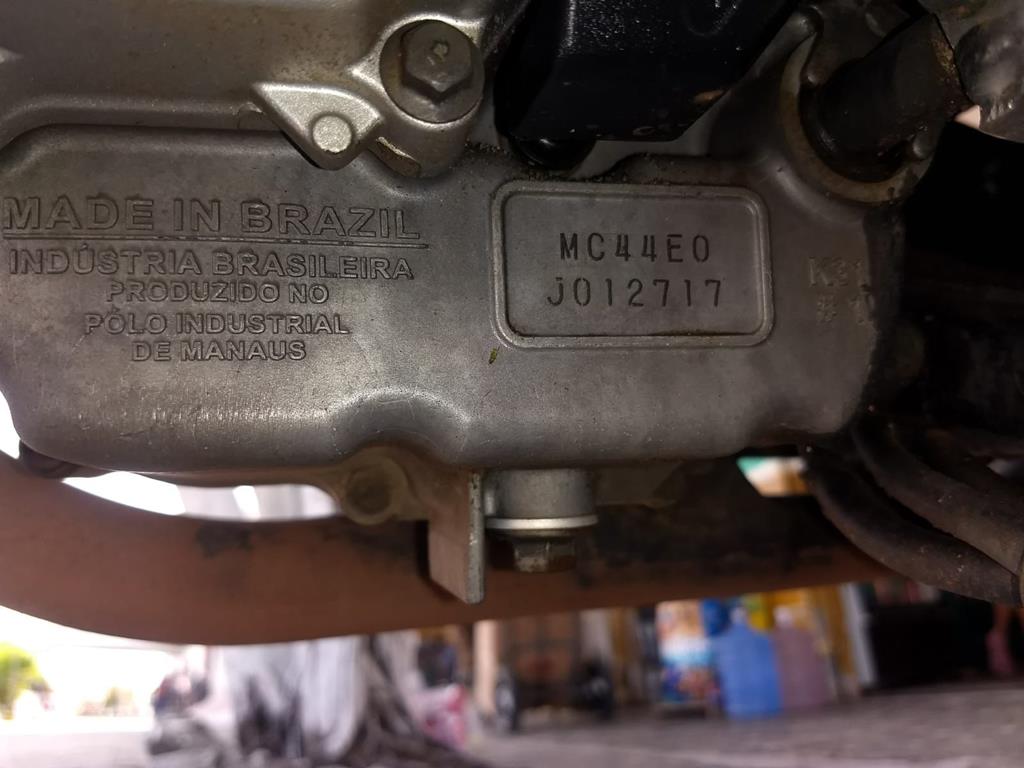 MADE IN BRAZIL
INDÚSTRIA BRASILEIRA
PRODUZIDO NO
PÓLO INDUSTRIAL
DE MANAUS
MC44E0
J012717